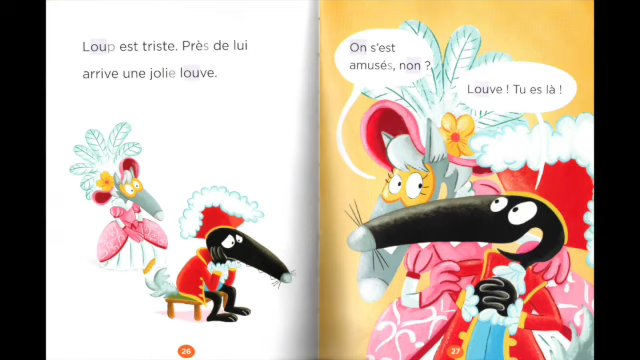 Loup est triste. Près de lui
arrive une jolie louve.
26
On s'est
amusés, non ?
Louve ! Tu es là !
27